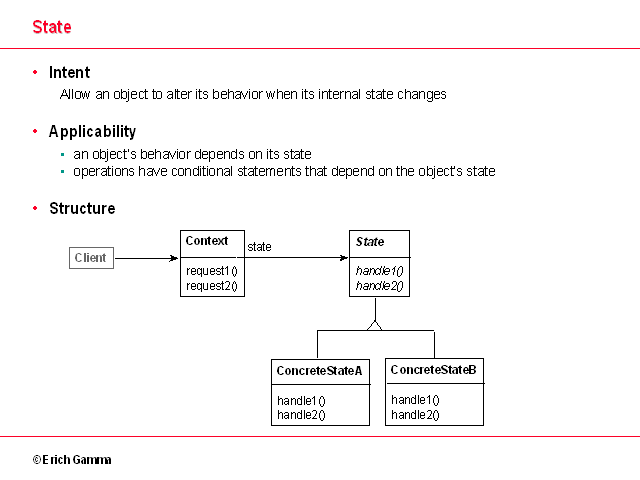 State
• Intent
Allow an object to alter its behavior when its internal state changes
• Applicability
• an object's behavior depends on its state
• operations have conditional statements that depend on the object's state
• Structure
Client
Context
request1()
request2()
state
State
handle1()
handle2()
ConcreteStateA
handle1()
handle2()
ConcreteStateB
handle1()
handle2()
© Erich Gamma